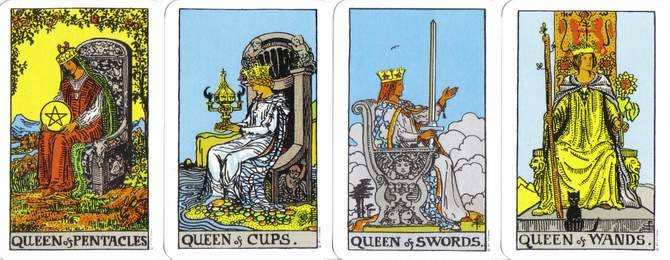 QUEEN of PENTACLES
QUEEN of CUPS.
QUEEN of SWORDS.
QUEEN of WANDS.